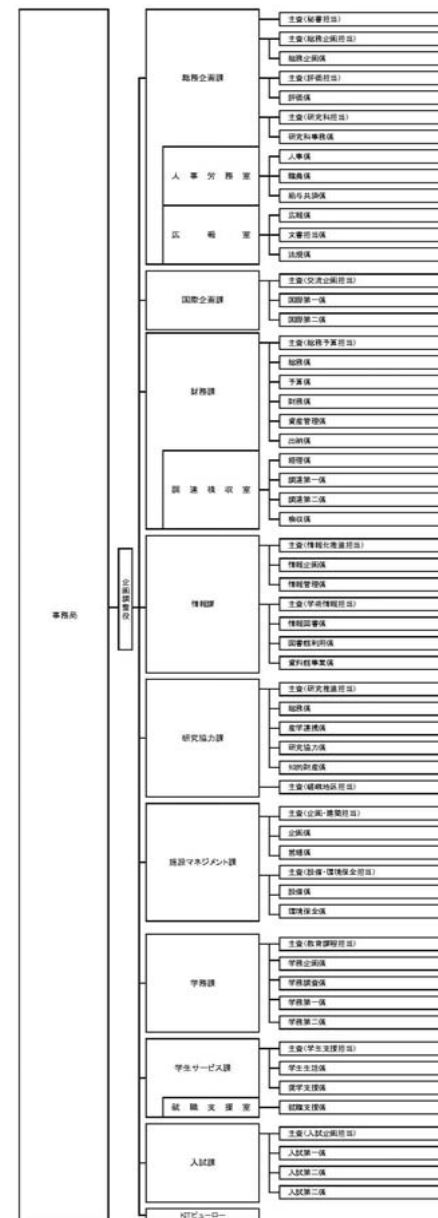 主査(秘書担当)
主査(総務企画担当)
総務企画係
総務企画課
主査(評価担当)
評価係
主査(研究科担当)
研究科事務係
人事労務室
人事係
職員係
給与共済係
広報室
広報係
文書担当係
法規係
国際企画課
主査(交流企画担当)
国際第一係
国際第二係
財務課
主査(総務予算担当)
総務係
予算係
財務係
資産管理係
出納係
調達検収室
経理係
調達第一係
調達第二係
検収係
事務局
企画調整役
情報課
主査(情報化推進担当)
情報企画係
情報管理係
主査(学術情報担当)
情報図書係
図書館利用係
資料館事業係
研究協力課
主査(研究推進担当)
総務係
産学連携係
研究協力係
知的財産係
主査(嵯峨地区担当)
施設マネジメント課
主査(企画・建築担当)
企画係
営繕係
主査(設備・環境保全担当)
設備係
環境保全係
学務課
主査(教育課程担当)
学務企画係
学務調査係
学務第一係
学務第二係
学生サービス課
主査(学生支援担当)
学生生活係
奨学支援係
就職支援室
就職支援係
入試課
主査(入試企画担当)
入試第一係
入試第二係
入試第二係
KITビューロー